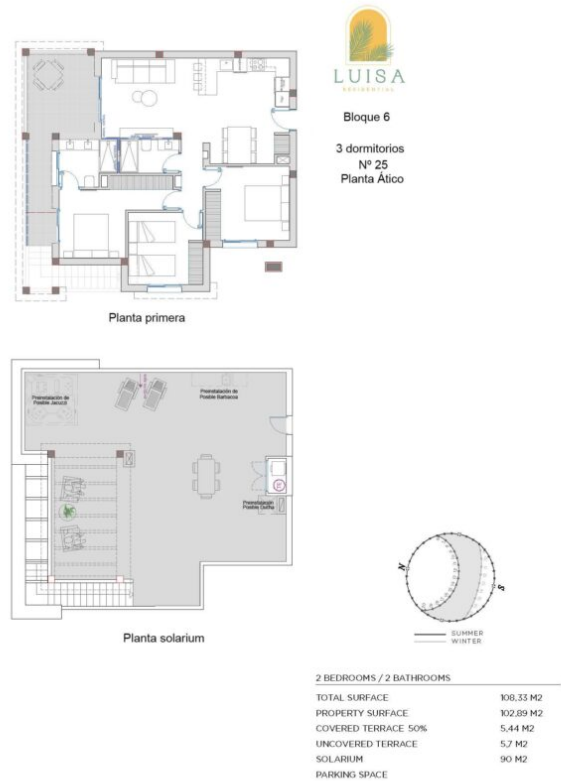 LUISA
RESIDENTIAL
Bloque 6
3 dormitorios
Nº 25
Planta Ático
Planta primera
Preinstalación de
Posible Jacuzzi
Preinstalación de
Posible Barbacoa
Preinstalación
Posible Ducha
Planta solarium
N
S
SUMMER
WINTER
2 BEDROOMS / 2 BATHROOMS
TOTAL SURFACE 108,33 M2
PROPERTY SURFACE 102,89 M2
COVERED TERRACE 50% 5,44 M2
UNCOVERED TERRACE 5,7 M2
SOLARIUM 90 M2
PARKING SPACE